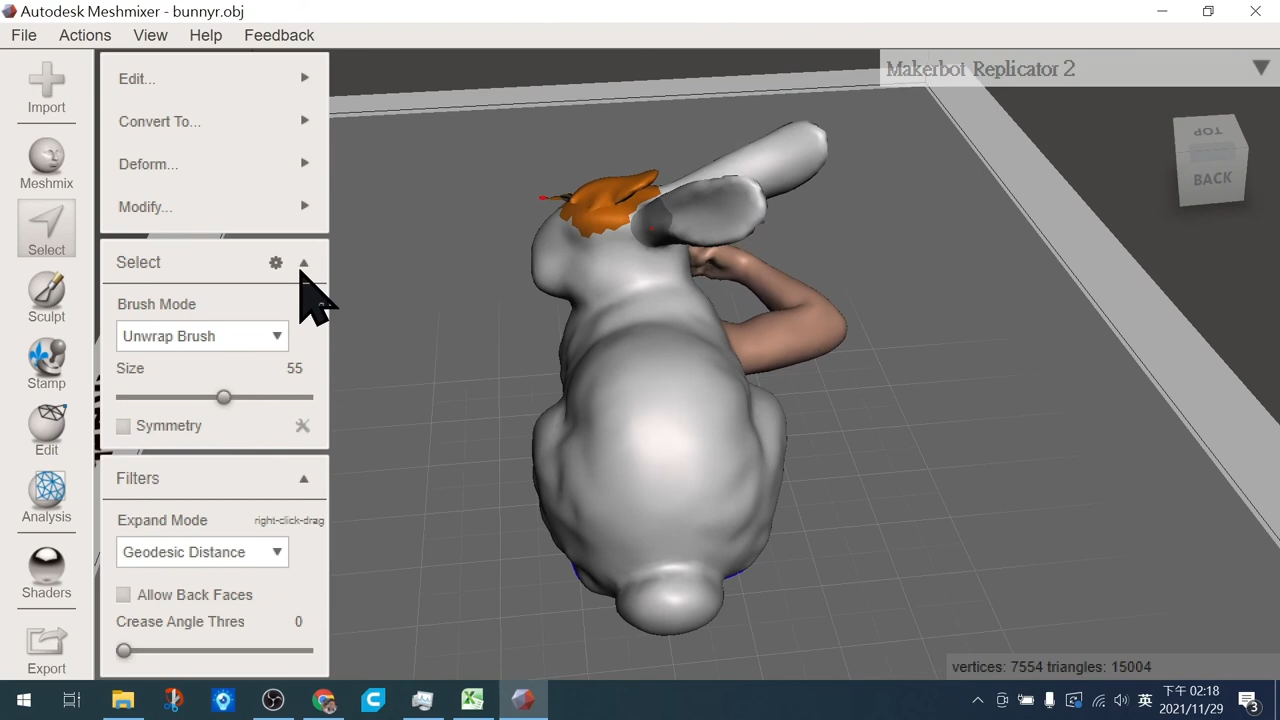 Autodesk Meshmixer - bunnyr.obj
File Actions View Help Feedback
Import
Meshmix
Select
Sculpt
Stamp
Edit
Analysis
Shaders
Export
Edit...
Convert To...
Deform...
Modify...
Select
Brush Mode
Unwrap Brush
Size 55
Symmetry
Filters
Expand Mode right-click-drag
Geodesic Distance
Allow Back Faces
Crease Angle Thres 0
Makerbot Replicator 2
TOP
BACK
vertices: 7554 triangles: 15004
英
下午 02:18
2021/11/29
3